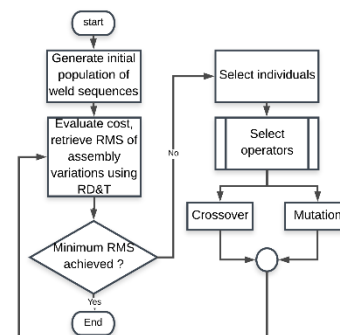 start
Generate initial
population of
weld sequences
Evaluate cost,
retrieve RMS of
assembly
variations using
RD&T
Minimum RMS
achieved ?
Yes
End
No
Select individuals
Select
operators
Crossover
Mutation